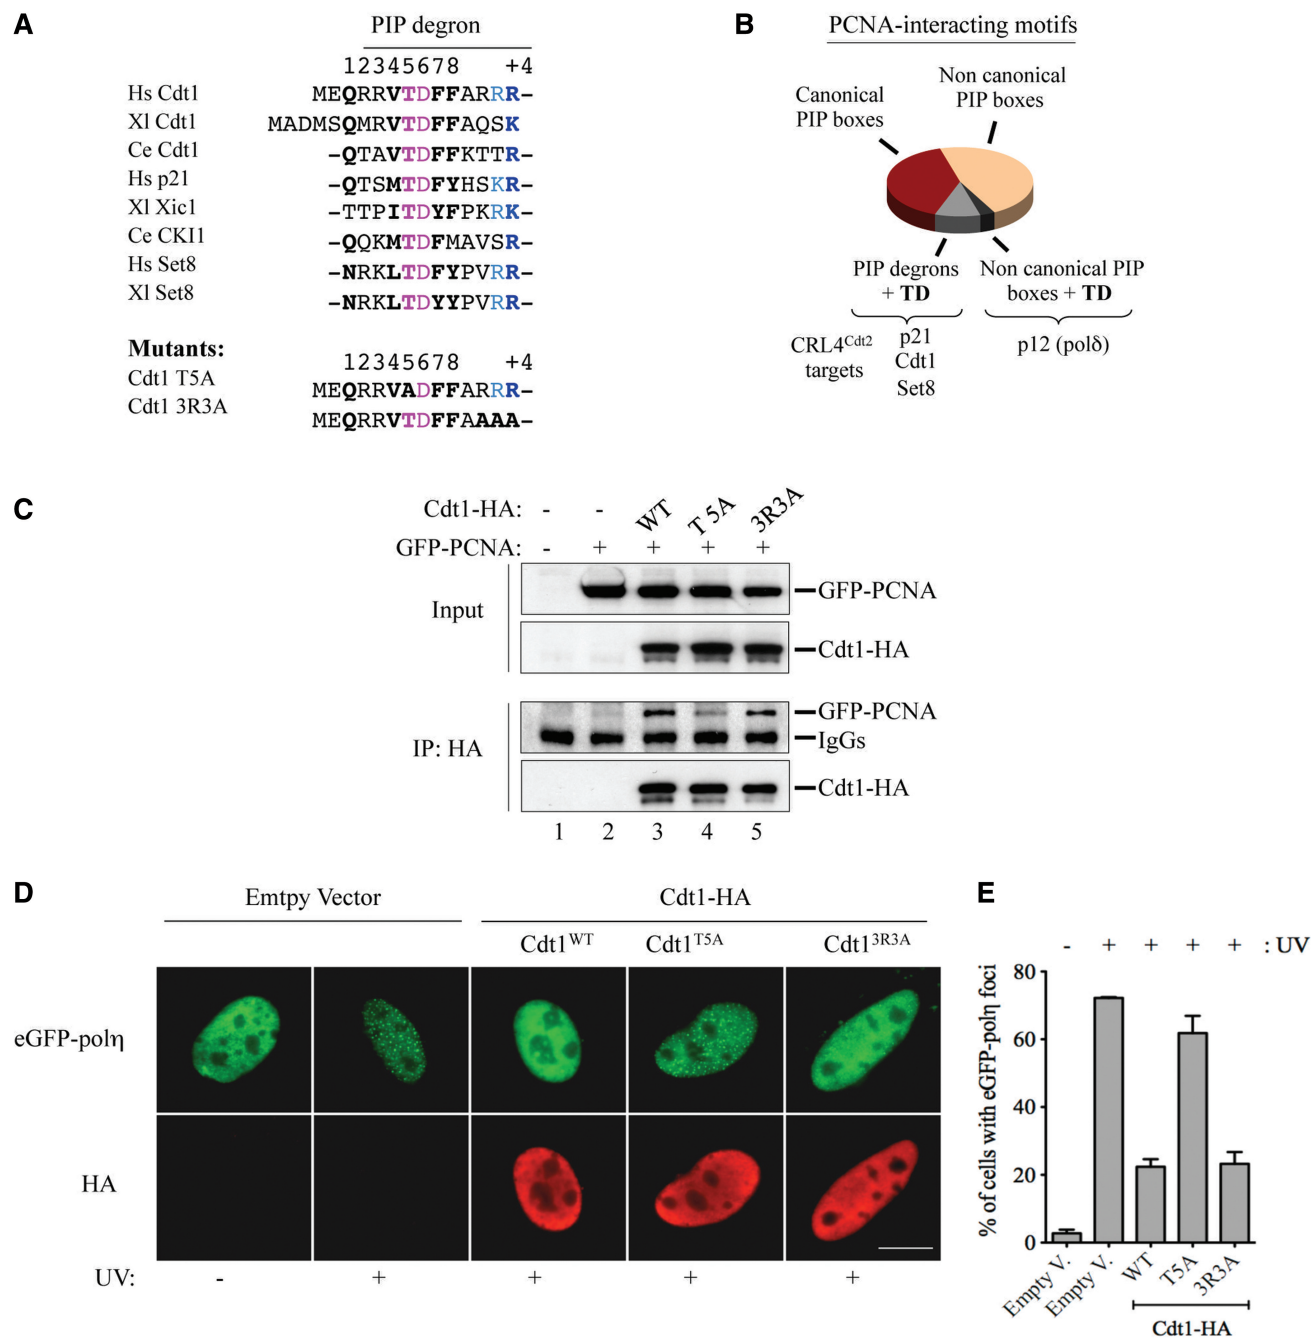 A
PIP degron
12345678 +4
Hs Cdt1 MEQRRVTDFFARRR-
Xl Cdt1 MADMSQMRVTDFFAQSK
Ce Cdt1 -QTAVTDFFKTTR-
Hs p21 -QTSMTDFYHSKR-
Xl Xic1 -TTPITDYFPKRK-
Ce CKI1 -QQKMTDFMAVSR-
Hs Set8 -NRKLTDFYPVRR-
Xl Set8 -NRKLTDYYPVRR-
Mutants:
12345678 +4
Cdt1 T5A MEQRRVADFFARRR-
Cdt1 3R3A MEQRRVTDFFAAAA-
B
PCNA-interacting motifs
Non canonical
PIP boxes
Canonical
PIP boxes
PIP degrons
+ TD
Non canonical PIP
boxes + TD
CRL4Cdt2
targets
p21
Cdt1
Set8
p12 (polδ)
C
Cdt1-HA: - - WT T 5A 3R3A
GFP-PCNA: - + + + +
Input
GFP-PCNA
Cdt1-HA
IP: HA
GFP-PCNA
IgGs
Cdt1-HA
1 2 3 4 5
D
Emtpy Vector
Cdt1-HA
Cdt1WT Cdt1T5A Cdt13R3A
eGFP-polη
HA
UV: - + + + +
E
- + + + + : UV
% of cells with eGFP-polη foci
80
60
40
20
0
Empty V. Empty V. WT T5A 3R3A
Cdt1-HA